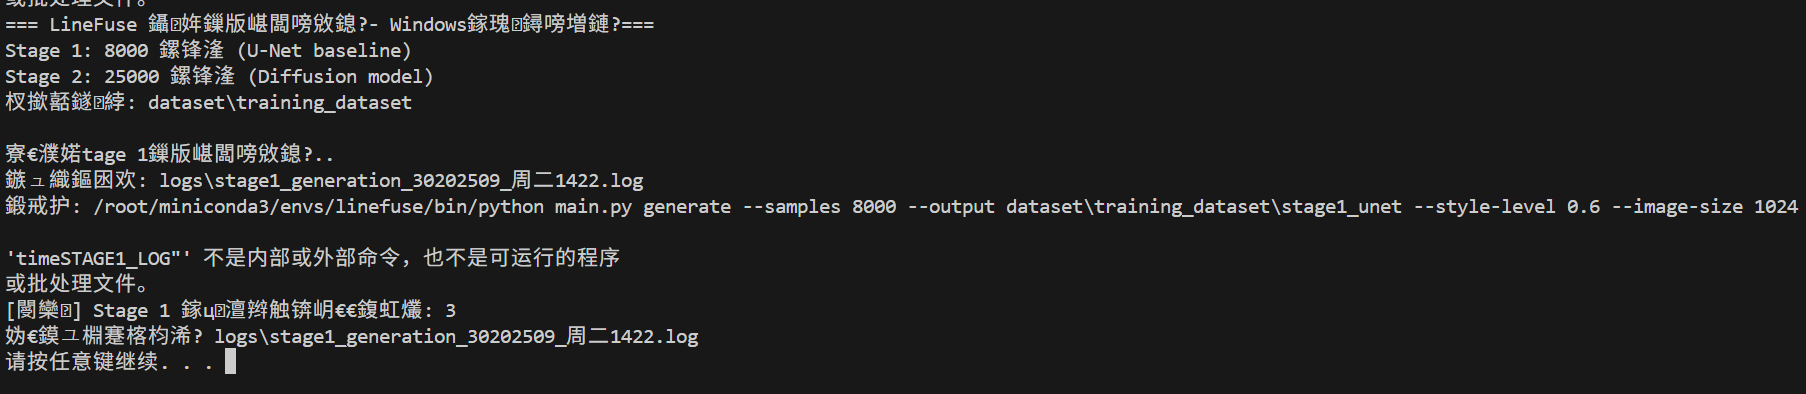 或批处理文件。
=== LineFuse 鑷姩鏁版嵁闆嗙敓鎴?- Windows鎵瑰鐞嗙増鏈?===
Stage 1: 8000 鏍锋湰 (U-Net baseline)
Stage 2: 25000 鏍锋湰 (Diffusion model)
杈撳嚭鐩綍: dataset\training_dataset
寮€濮婼tage 1鏁版嵁闆嗙敓鎴?..
鏃ュ織鏂囦欢: logs\stage1_generation_30202509_周二1422.log
鍛戒护: /root/miniconda3/envs/linefuse/bin/python main.py generate --samples 8000 --output dataset\training_dataset\stage1_unet --style-level 0.6 --image-size 1024
'timeSTAGE1_LOG"' 不是内部或外部命令，也不是可运行的程序
或批处理文件。
[閿欒] Stage 1 鎵ц澶辫触锛岄€€鍑虹爜: 3
妫€鏌ユ棩蹇楁枃浠? logs\stage1_generation_30202509_周二1422.log
请按任意键继续. . .